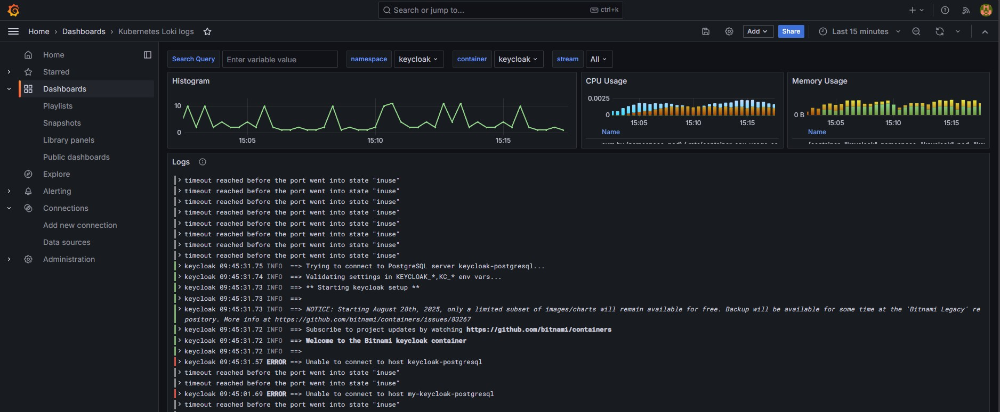 Search or jump to...
ctrl+k
Home › Dashboards › Kubernetes Loki logs
Add
Share
Last 15 minutes
Home
Starred
Dashboards
Playlists
Snapshots
Library panels
Public dashboards
Explore
Alerting
Connections
Add new connection
Data sources
Administration
Search Query
Enter variable value
namespace
keycloak
container
keycloak
stream
All
Histogram
10
0
15:05
15:10
15:15
CPU Usage
0.0025
0
15:05
15:10
15:15
Name
Memory Usage
0 B
15:05
15:10
15:15
Name
Logs
timeout reached before the port went into state "inuse"
timeout reached before the port went into state "inuse"
timeout reached before the port went into state "inuse"
timeout reached before the port went into state "inuse"
timeout reached before the port went into state "inuse"
timeout reached before the port went into state "inuse"
timeout reached before the port went into state "inuse"
timeout reached before the port went into state "inuse"
keycloak 09:45:31.75 INFO  ==> Trying to connect to PostgreSQL server keycloak-postgresql...
keycloak 09:45:31.74 INFO  ==> Validating settings in KEYCLOAK_*,KC_* env vars...
keycloak 09:45:31.73 INFO  ==> ** Starting keycloak setup **
keycloak 09:45:31.73 INFO  ==>
keycloak 09:45:31.73 INFO  ==> NOTICE: Starting August 28th, 2025, only a limited subset of images/charts will remain available for free. Backup will be available for some time at the 'Bitnami Legacy' re
pository. More info at https://github.com/bitnami/containers/issues/83267
keycloak 09:45:31.72 INFO  ==> Subscribe to project updates by watching https://github.com/bitnami/containers
keycloak 09:45:31.72 INFO  ==> Welcome to the Bitnami keycloak container
keycloak 09:45:31.72 INFO  ==>
keycloak 09:45:31.57 ERROR ==> Unable to connect to host keycloak-postgresql
timeout reached before the port went into state "inuse"
timeout reached before the port went into state "inuse"
keycloak 09:45:01.69 ERROR ==> Unable to connect to host my-keycloak-postgresql
timeout reached before the port went into state "inuse"